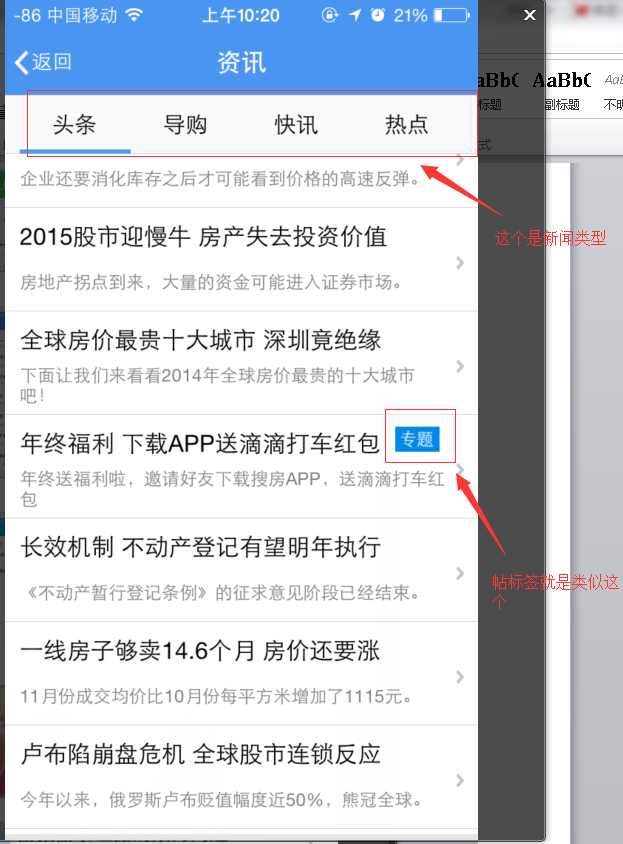 -86 中国移动 上午10:20 21%
返回 资讯
头条 导购 快讯 热点
企业还要消化库存之后才可能看到价格的高速反弹。
2015股市迎慢牛 房产失去投资价值
房地产拐点到来，大量的资金可能进入证券市场。
全球房价最贵十大城市 深圳竟绝缘
下面让我们来看看2014年全球房价最贵的十大城市
吧！
年终福利 下载APP送滴滴打车红包 专题
年终送福利啦，邀请好友下载搜房APP，送滴滴打车红
包
长效机制 不动产登记有望明年执行
《不动产暂行登记条例》的征求意见阶段已经结束。
一线房子够卖14.6个月 房价还要涨
11月份成交均价比10月份每平方米增加了1115元。
卢布陷崩盘危机 全球股市连锁反应
今年以来，俄罗斯卢布贬值幅度近50%，熊冠全球。
这个是新闻类型
帖标签就是类似这
个
aBbC AaBbC AaB
标题 副标题 不明
式